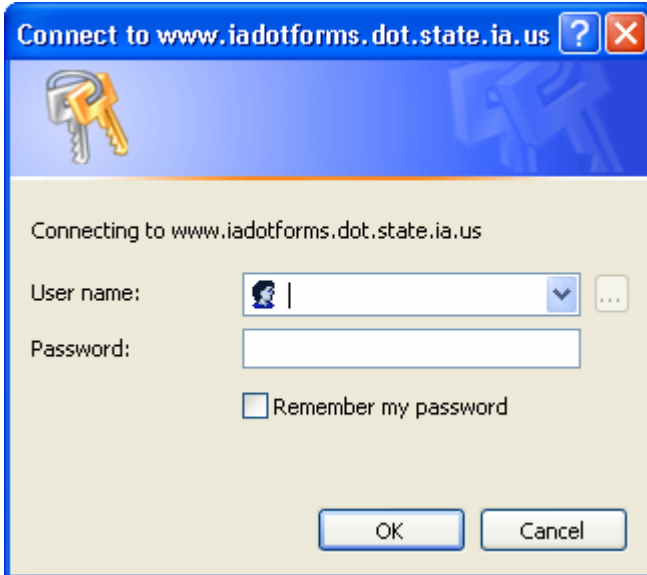 Connect to www.iadotforms.dot.state.ia.us ?
Connecting to www.iadotforms.dot.state.ia.us
User name:
...
Password:
Remember my password
OK Cancel